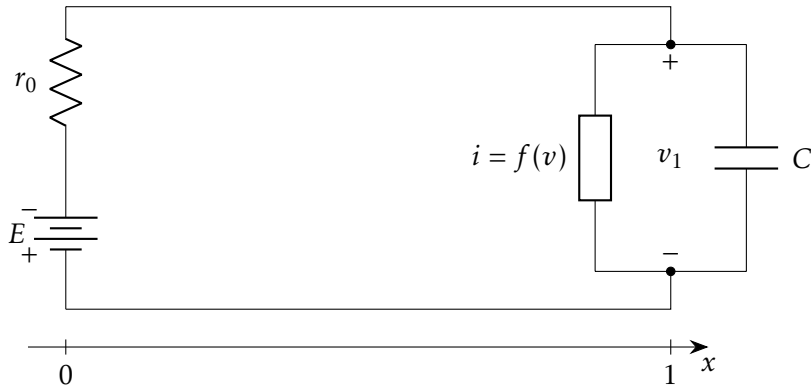 +
r₀
i = f(v)
v₁
C
−
E
+
−
0
1
x